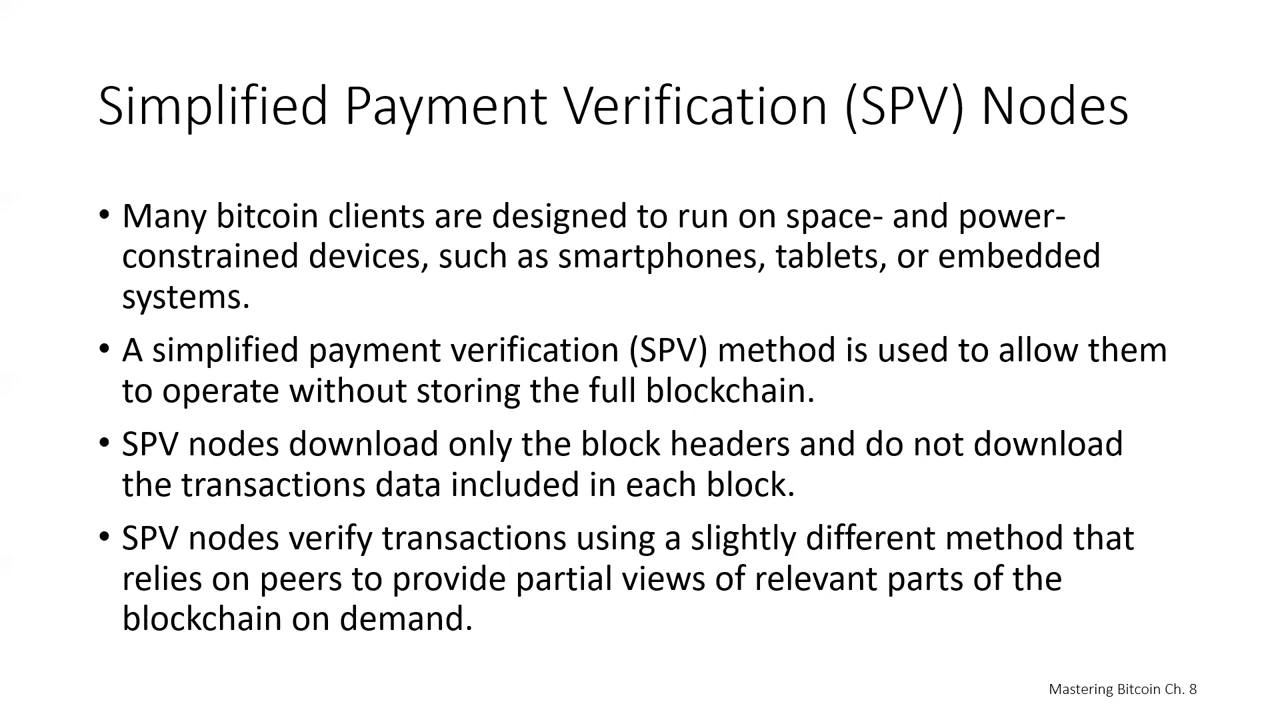 Simplified Payment Verification (SPV) Nodes
• Many bitcoin clients are designed to run on space- and power-
constrained devices, such as smartphones, tablets, or embedded
systems.
• A simplified payment verification (SPV) method is used to allow them
to operate without storing the full blockchain.
• SPV nodes download only the block headers and do not download
the transactions data included in each block.
• SPV nodes verify transactions using a slightly different method that
relies on peers to provide partial views of relevant parts of the
blockchain on demand.
Mastering Bitcoin Ch. 8